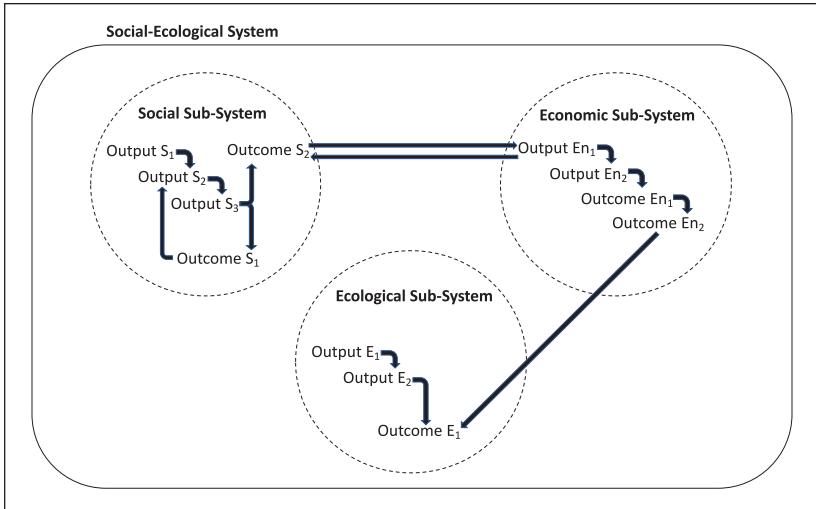 Social-Ecological System
Social Sub-System
Output S₁
Output S₂
Output S₃
Outcome S₂
Outcome S₁
Economic Sub-System
Output En₁
Output En₂
Outcome En₁
Outcome En₂
Ecological Sub-System
Output E₁
Output E₂
Outcome E₁